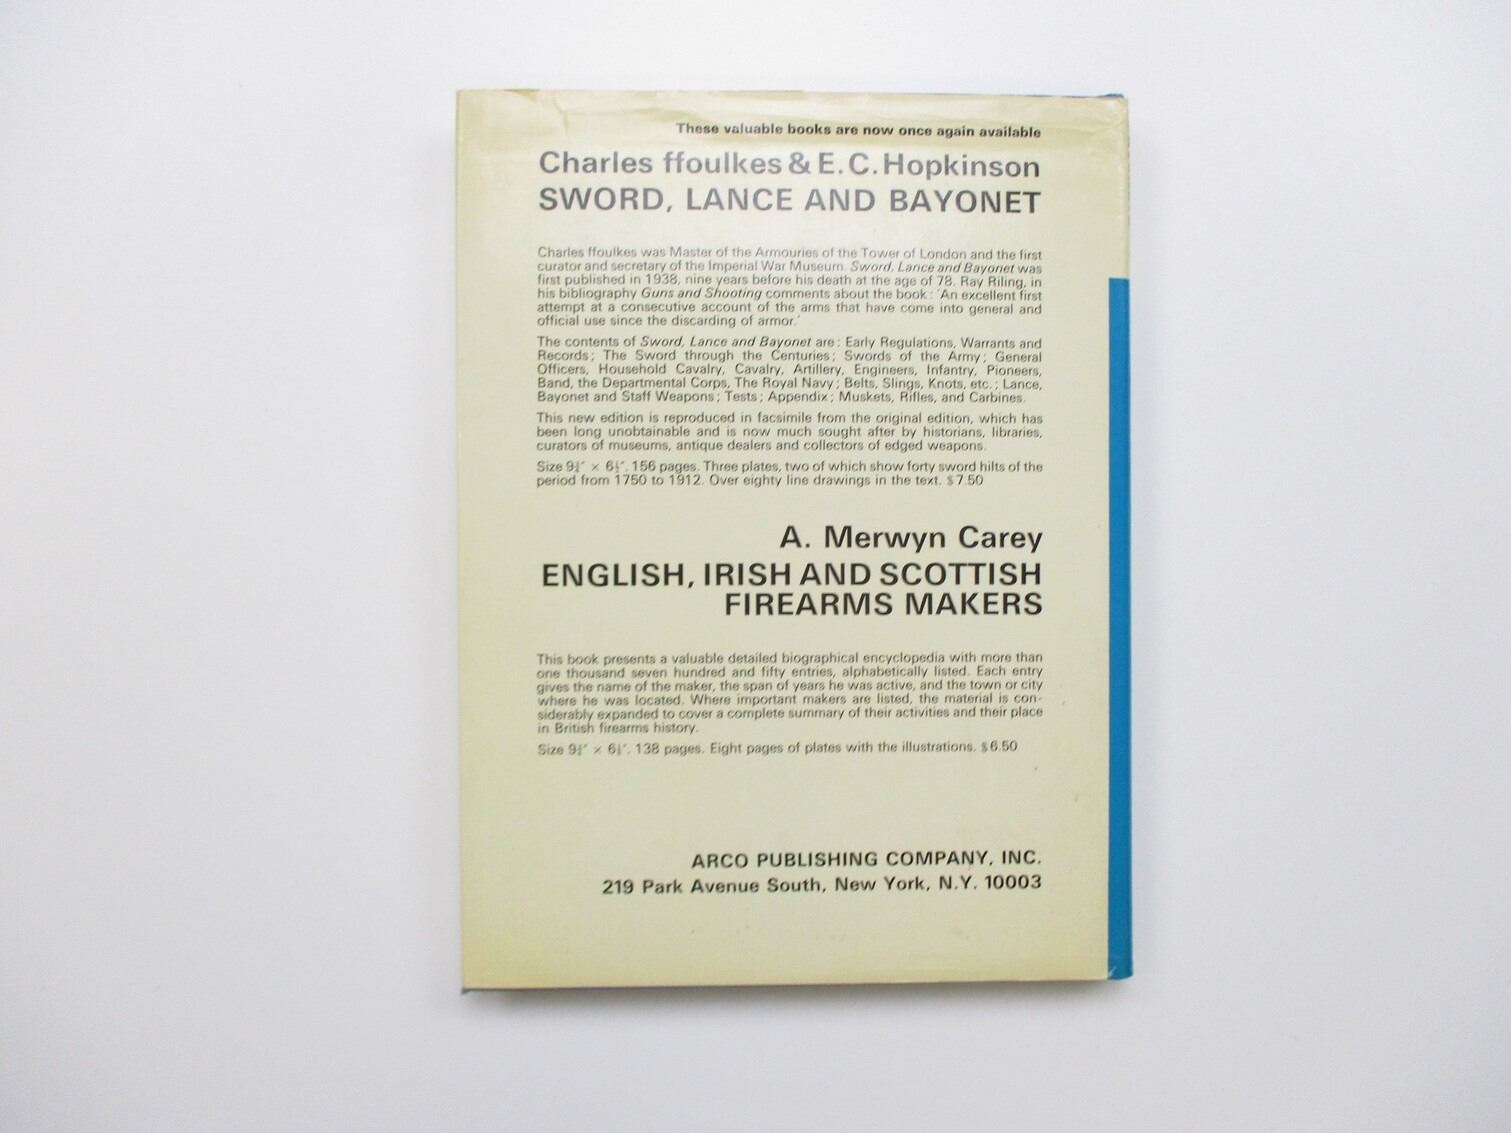 These valuable books are now once again available
Charles ffoulkes & E. C. Hopkinson
SWORD, LANCE AND BAYONET
Charles ffoulkes was Master of the Armouries of the Tower of London and the first
curator and secretary of the Imperial War Museum. Sword, Lance and Bayonet was
first published in 1938, nine years before his death at the age of 78. Ray Riling, in
his bibliography Guns and Shooting comments about the book : 'An excellent first
attempt at a consecutive account of the arms that have come into general and
official use since the discarding of armor.'
The contents of Sword, Lance and Bayonet are : Early Regulations, Warrants and
Records ; The Sword through the Centuries ; Swords of the Army ; General
Officers, Household Cavalry, Cavalry, Artillery, Engineers, Infantry, Pioneers,
Band, the Departmental Corps, The Royal Navy ; Belts, Slings, Knots, etc. ; Lance,
Bayonet and Staff Weapons ; Tests ; Appendix ; Muskets, Rifles, and Carbines.
This new edition is reproduced in facsimile from the original edition, which has
been long unobtainable and is now much sought after by historians, libraries,
curators of museums, antique dealers and collectors of edged weapons.
Size × 156 pages. Three plates, two of which show forty sword hilts of the
period from 1750 to 1912. Over eighty line drawings in the text. $7.50
A. Merwyn Carey
ENGLISH, IRISH AND SCOTTISH
FIREARMS MAKERS
This book presents a valuable detailed biographical encyclopedia with more than
one thousand seven hundred and fifty entries, alphabetically listed. Each entry
gives the name of the maker, the span of years he was active, and the town or city
where he was located. Where important makers are listed, the material is con-
siderably expanded to cover a complete summary of their activities and their place
in British firearms history.
Size × 138 pages. Eight pages of plates with the illustrations. $6.50
ARCO PUBLISHING COMPANY, INC.
219 Park Avenue South, New York, N.Y. 10003